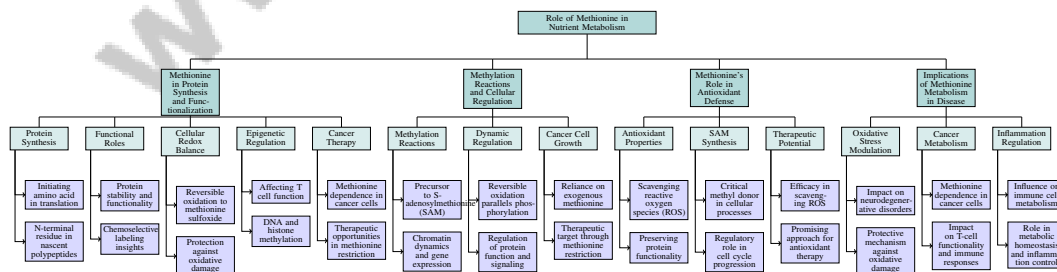 Role of Methionine in
Nutrient Metabolism
Methionine
in Protein
Synthesis
and Func-
tionalization
Methylation
Reactions
and Cellular
Regulation
Methionine's
Role in
Antioxidant
Defense
Implications
of Methionine
Metabolism
in Disease
Protein
Synthesis
Functional
Roles
Cellular
Redox
Balance
Epigenetic
Regulation
Cancer
Therapy
Methylation
Reactions
Dynamic
Regulation
Cancer Cell
Growth
Antioxidant
Properties
SAM
Synthesis
Therapeutic
Potential
Oxidative
Stress
Modulation
Cancer
Metabolism
Inflammation
Regulation
Initiating
amino acid
in translation
Protein
stability and
functionality
Reversible
oxidation to
methionine
sulfoxide
Affecting T
cell function
Methionine
dependence in
cancer cells
Precursor
to S-
adenosylmethionine
(SAM)
Reversible
oxidation
parallels phos-
phorylation
Reliance on
exogenous
methionine
Scavenging
reactive
oxygen
species (ROS)
Critical
methyl donor
in cellular
processes
Efficacy in
scaveng-
ing ROS
Impact on
neurodegener-
ative disorders
Methionine
dependence in
cancer cells
Influence on
immune cell
metabolism
N-terminal
residue in
nascent
polypeptides
Chemoselective
labeling
insights
Protection
against
oxidative
damage
DNA and
histone
methylation
Therapeutic
opportunities
in methionine
restriction
Chromatin
dynamics
and gene
expression
Regulation
of protein
function and
signaling
Therapeutic
target through
methionine
restriction
Preserving
protein
functionality
Regulatory
role in
cell cycle
progression
Promising
approach for
antioxidant
therapy
Protective
mechanism
against
oxidative
damage
Impact
on T-cell
functionality
and immune
responses
Role in
metabolic
homeostasis
and inflamma-
tion control